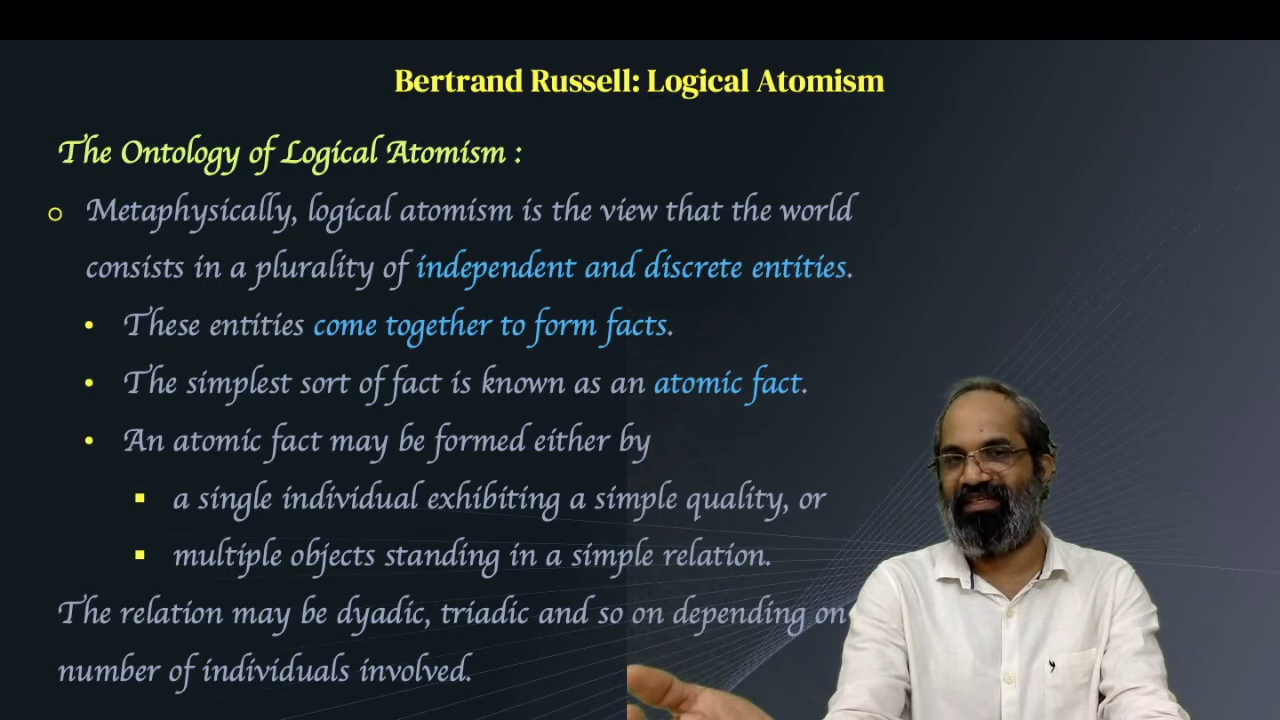 Bertrand Russell: Logical Atomism
The Ontology of Logical Atomism :
Metaphysically, logical atomism is the view that the world
consists in a plurality of independent and discrete entities.
These entities come together to form facts.
The simplest sort of fact is known as an atomic fact.
An atomic fact may be formed either by
a single individual exhibiting a simple quality, or
multiple objects standing in a simple relation.
The relation may be dyadic, triadic and so on depending on
number of individuals involved.